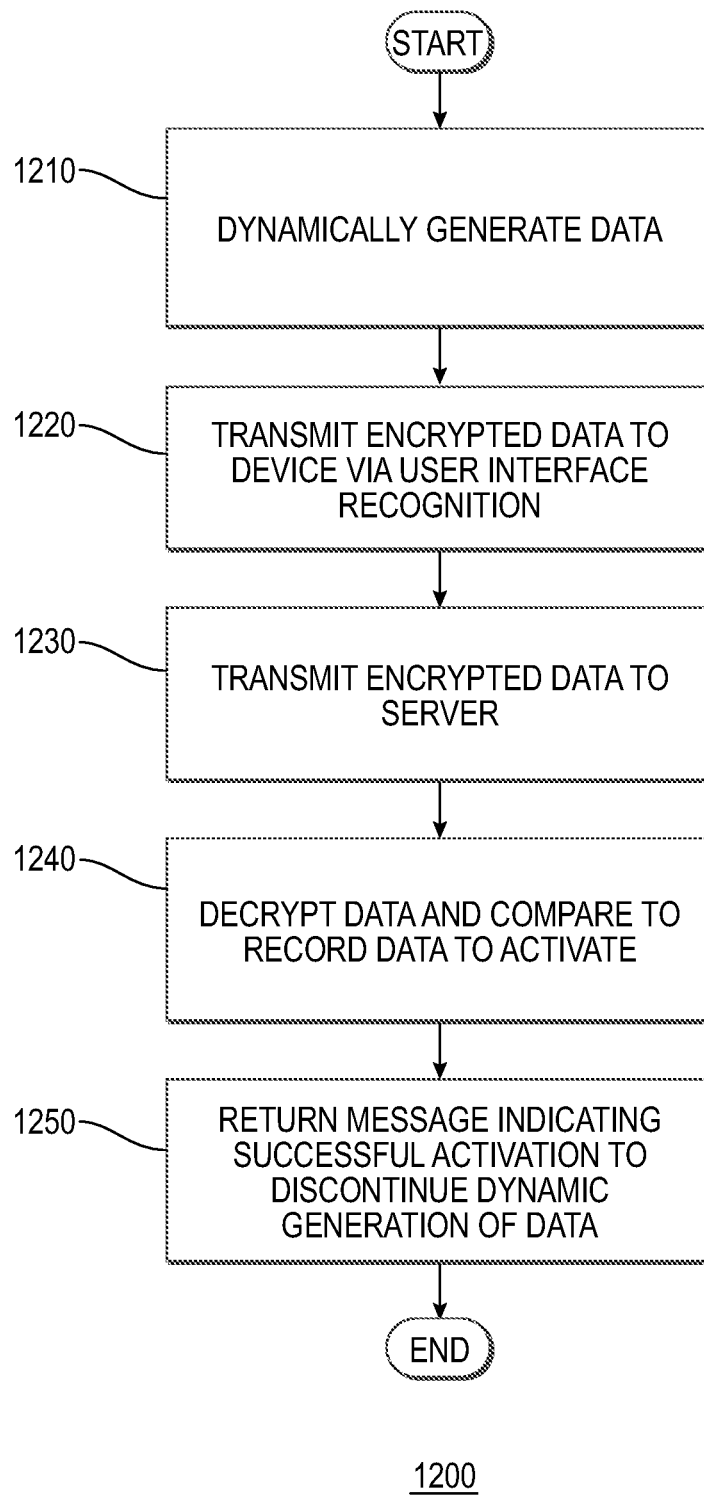 START
1210
DYNAMICALLY GENERATE DATA
1220
TRANSMIT ENCRYPTED DATA TO
DEVICE VIA USER INTERFACE
RECOGNITION
1230
TRANSMIT ENCRYPTED DATA TO
SERVER
1240
DECRYPT DATA AND COMPARE TO
RECORD DATA TO ACTIVATE
1250
RETURN MESSAGE INDICATING
SUCCESSFUL ACTIVATION TO
DISCONTINUE DYNAMIC
GENERATION OF DATA
END
1200